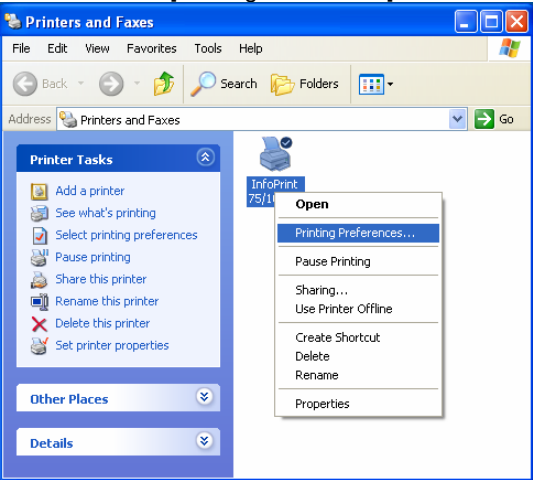 Printers and Faxes
File Edit View Favorites Tools Help
Back Search Folders
Address Printers and Faxes Go
Printer Tasks
Add a printer
See what's printing
Select printing preferences
Pause printing
Share this printer
Rename this printer
Delete this printer
Set printer properties
Other Places
Details
InfoPrint
Open
Printing Preferences...
Pause Printing
Sharing...
Use Printer Offline
Create Shortcut
Delete
Rename
Properties